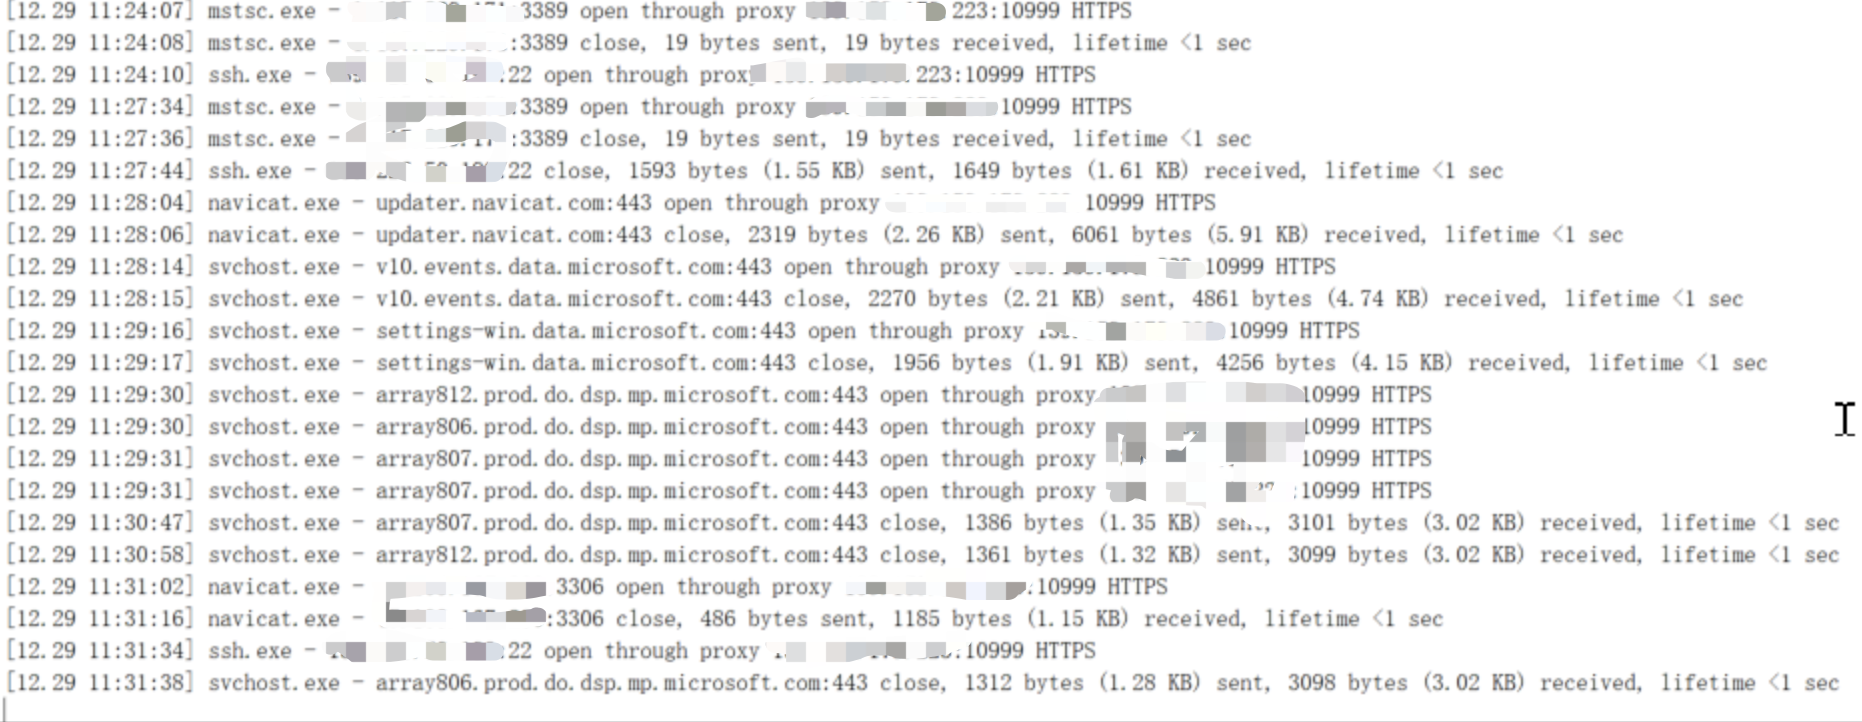 [12.29 11:24:07] mstsc.exe - :3389 open through proxy 223:10999 HTTPS
[12.29 11:24:08] mstsc.exe - :3389 close, 19 bytes sent, 19 bytes received, lifetime <1 sec
[12.29 11:24:10] ssh.exe - :22 open through proxy 223:10999 HTTPS
[12.29 11:27:34] mstsc.exe - :3389 open through proxy 10999 HTTPS
[12.29 11:27:36] mstsc.exe - :3389 close, 19 bytes sent, 19 bytes received, lifetime <1 sec
[12.29 11:27:44] ssh.exe - 22 close, 1593 bytes (1.55 KB) sent, 1649 bytes (1.61 KB) received, lifetime <1 sec
[12.29 11:28:04] navicat.exe - updater.navicat.com:443 open through proxy 10999 HTTPS
[12.29 11:28:06] navicat.exe - updater.navicat.com:443 close, 2319 bytes (2.26 KB) sent, 6061 bytes (5.91 KB) received, lifetime <1 sec
[12.29 11:28:14] svchost.exe - v10.events.data.microsoft.com:443 open through proxy 10999 HTTPS
[12.29 11:28:15] svchost.exe - v10.events.data.microsoft.com:443 close, 2270 bytes (2.21 KB) sent, 4861 bytes (4.74 KB) received, lifetime <1 sec
[12.29 11:29:16] svchost.exe - settings-win.data.microsoft.com:443 open through proxy 10999 HTTPS
[12.29 11:29:17] svchost.exe - settings-win.data.microsoft.com:443 close, 1956 bytes (1.91 KB) sent, 4256 bytes (4.15 KB) received, lifetime <1 sec
[12.29 11:29:30] svchost.exe - array812.prod.do.dsp.mp.microsoft.com:443 open through proxy 10999 HTTPS
[12.29 11:29:30] svchost.exe - array806.prod.do.dsp.mp.microsoft.com:443 open through proxy 10999 HTTPS
[12.29 11:29:31] svchost.exe - array807.prod.do.dsp.mp.microsoft.com:443 open through proxy 10999 HTTPS
[12.29 11:29:31] svchost.exe - array807.prod.do.dsp.mp.microsoft.com:443 open through proxy :10999 HTTPS
[12.29 11:30:47] svchost.exe - array807.prod.do.dsp.mp.microsoft.com:443 close, 1386 bytes (1.35 KB) sent, 3101 bytes (3.02 KB) received, lifetime <1 sec
[12.29 11:30:58] svchost.exe - array812.prod.do.dsp.mp.microsoft.com:443 close, 1361 bytes (1.32 KB) sent, 3099 bytes (3.02 KB) received, lifetime <1 sec
[12.29 11:31:02] navicat.exe - 3306 open through proxy :10999 HTTPS
[12.29 11:31:16] navicat.exe - :3306 close, 486 bytes sent, 1185 bytes (1.15 KB) received, lifetime <1 sec
[12.29 11:31:34] ssh.exe - 22 open through proxy :10999 HTTPS
[12.29 11:31:38] svchost.exe - array806.prod.do.dsp.mp.microsoft.com:443 close, 1312 bytes (1.28 KB) sent, 3098 bytes (3.02 KB) received, lifetime <1 sec